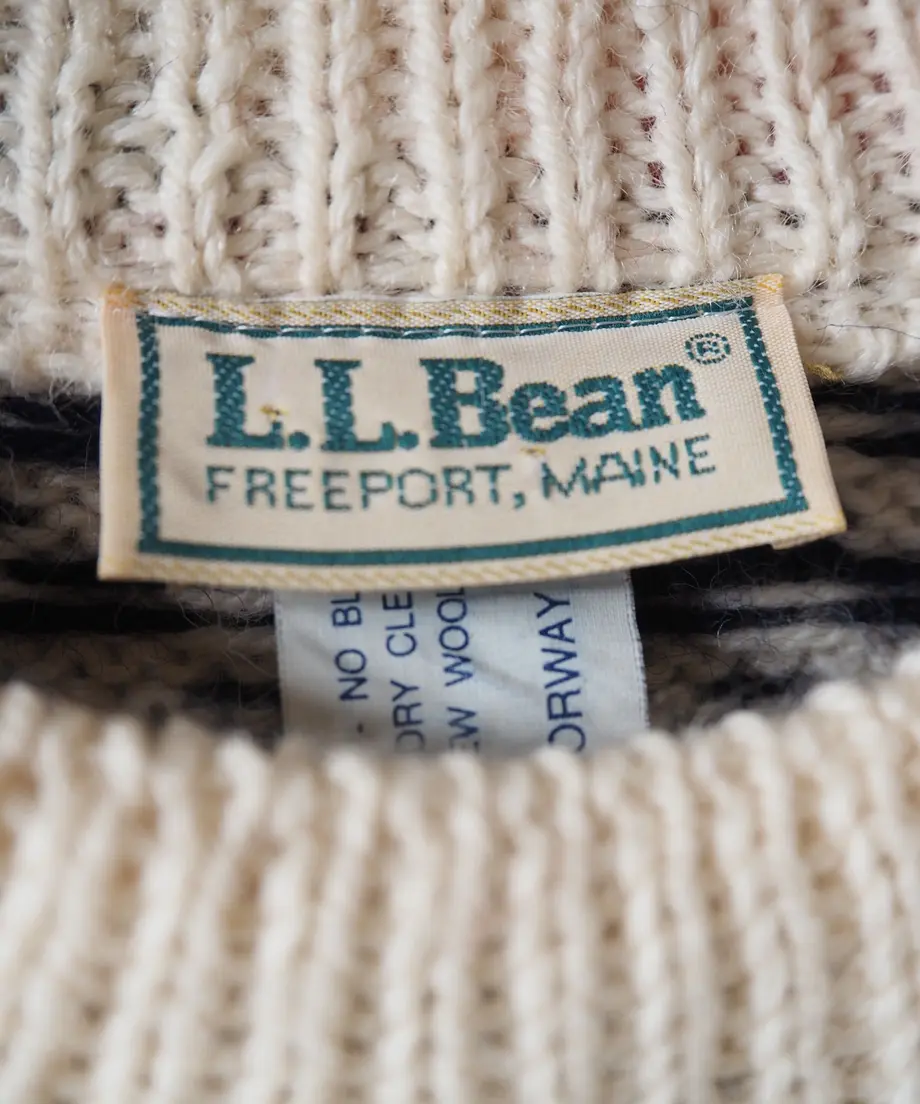 L.L.Bean®
FREEPORT, MAINE
- NO BL
DRY CLE
EW WOOL
ORWAY